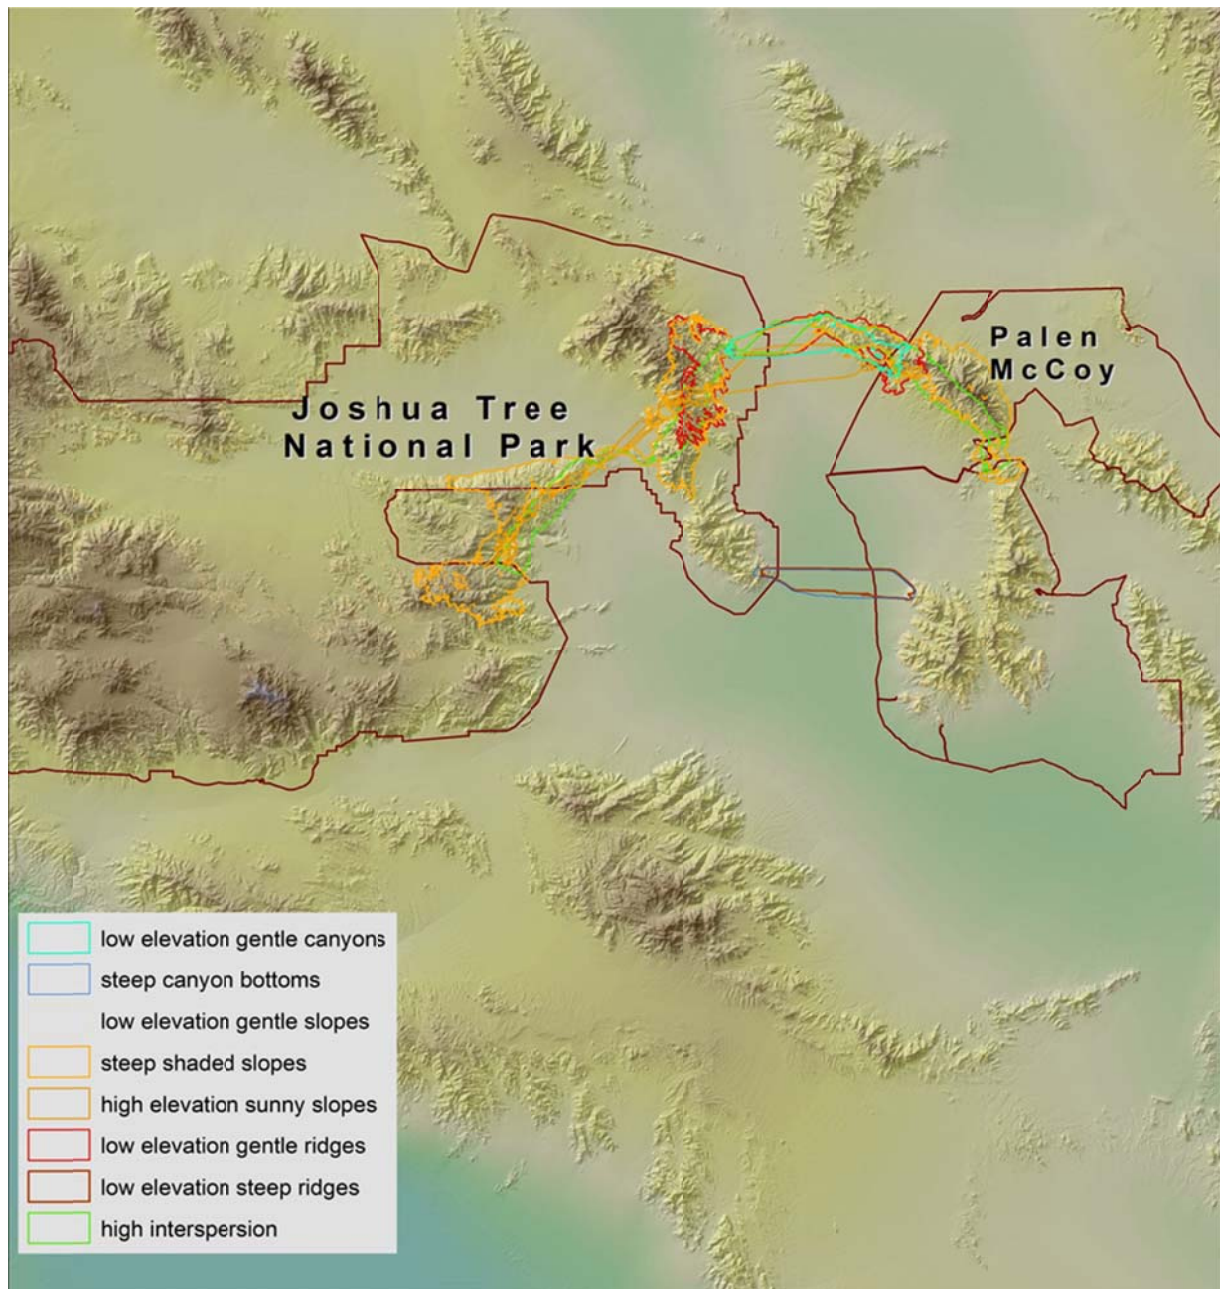 Palen
McCoy
Joshua Tree
National Park
low elevation gentle canyons
steep canyon bottoms
low elevation gentle slopes
steep shaded slopes
high elevation sunny slopes
low elevation gentle ridges
low elevation steep ridges
high interspersion